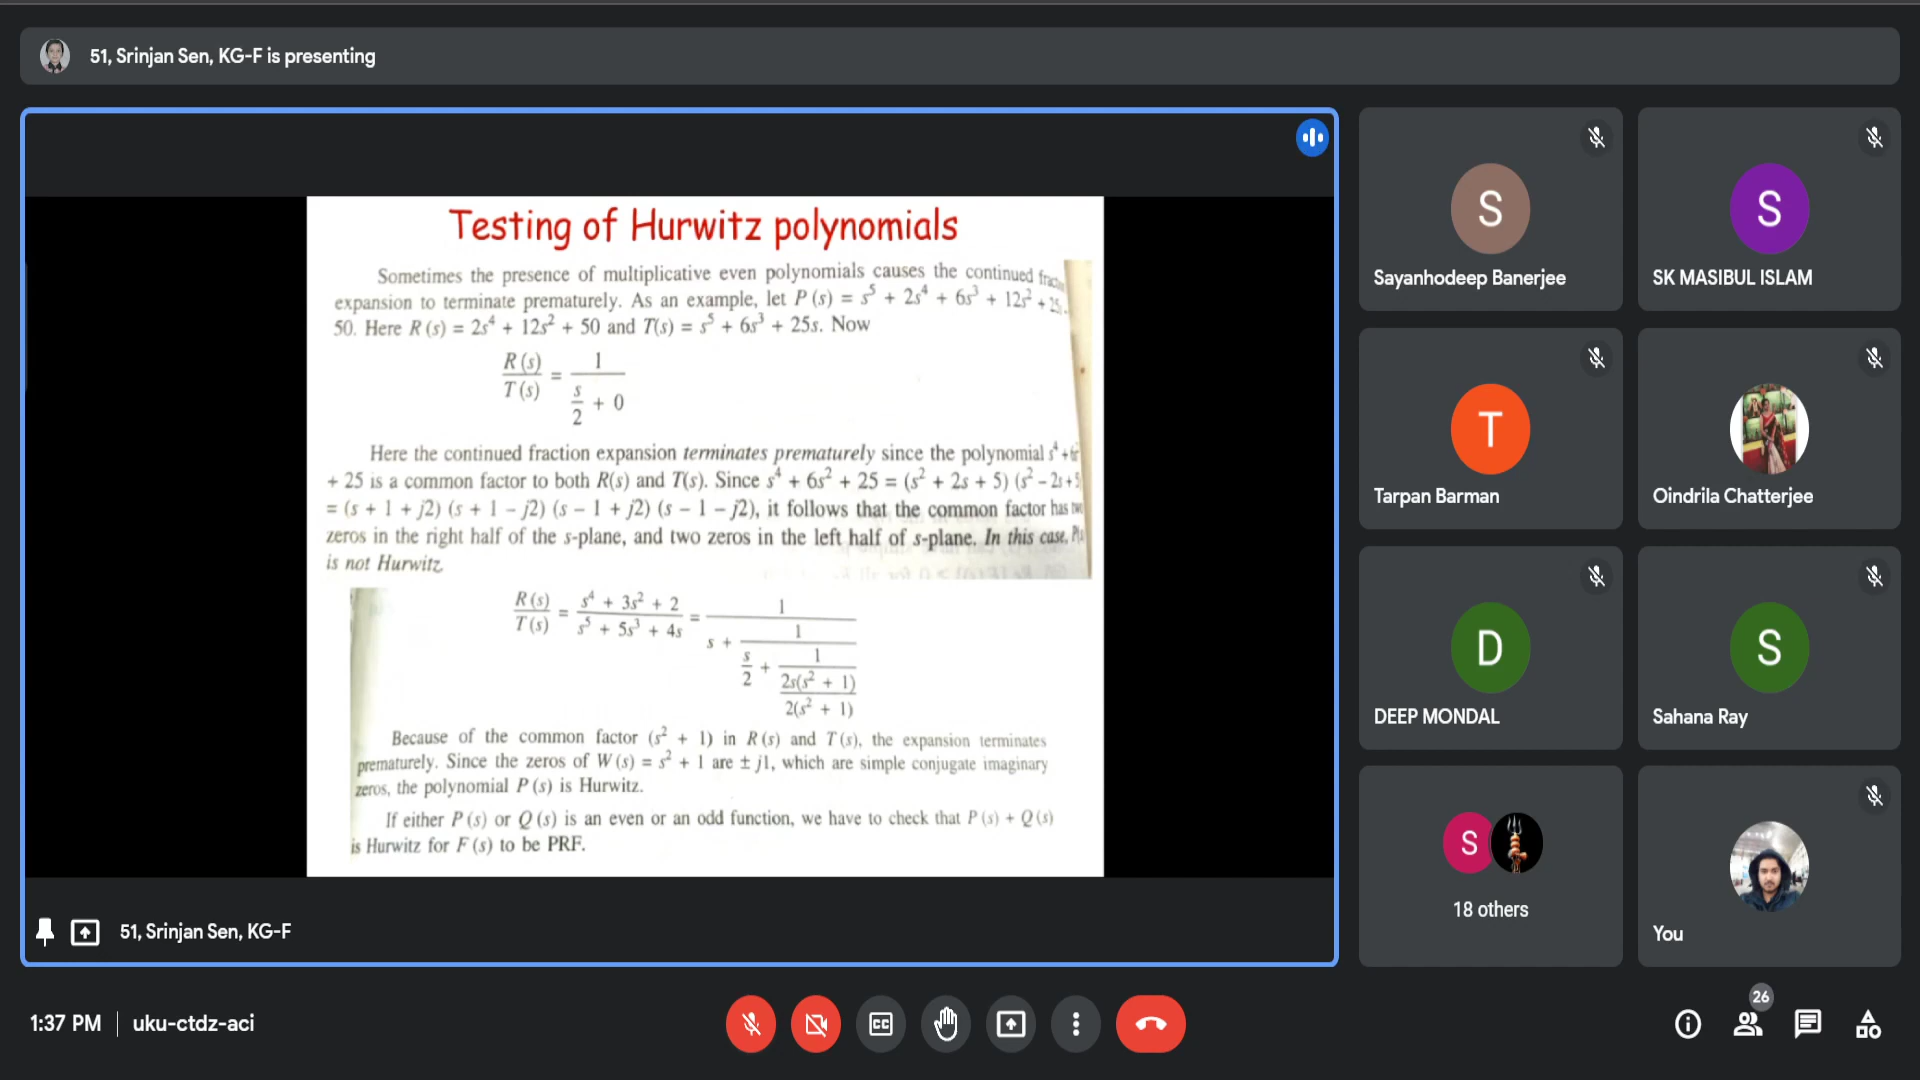 51, Srinjan Sen, KG-F is presenting
Testing of Hurwitz polynomials
Sometimes the presence of multiplicative even polynomials causes the continued
expansion to terminate prematurely. As an example, let P (s) = s⁵ + 2s⁴ + 6s³ + 12s² +
50. Here R (s) = 2s⁴ + 12s² + 50 and T(s) = s⁵ + 6s³ + 25s. Now
R (s) / T (s) = 1 / (s/2 + 0)
Here the continued fraction expansion terminates prematurely since the polynomial s⁴ +
+ 25 is a common factor to both R(s) and T(s). Since s⁴ + 6s² + 25 = (s² + 2s + 5) (s² – 2s + 5
= (s + 1 + j2) (s + 1 – j2) (s – 1 + j2) (s – 1 – j2), it follows that the common factor has
zeros in the right half of the s-plane, and two zeros in the left half of s-plane. In this case,
is not Hurwitz
R (s) / T (s) = (s⁴ + 3s² + 2) / (s⁵ + 5s³ + 4s) = 1 / (s + 1 / (s/2 + 1 / (2s(s² + 1) / 2(s² + 1))))
Because of the common factor (s² + 1) in R (s) and T (s), the expansion terminates
prematurely. Since the zeros of W (s) = s² + 1 are ± j1, which are simple conjugate imaginary
zeros, the polynomial P (s) is Hurwitz.
If either P (s) or Q (s) is an even or an odd function, we have to check that P (s) + Q (s)
is Hurwitz for F (s) to be PRF.
51, Srinjan Sen, KG-F
S
Sayanhodeep Banerjee
S
SK MASIBUL ISLAM
T
Tarpan Barman
Oindrila Chatterjee
D
DEEP MONDAL
S
Sahana Ray
S
18 others
You
1:37 PM | uku-ctdz-aci
CC
26